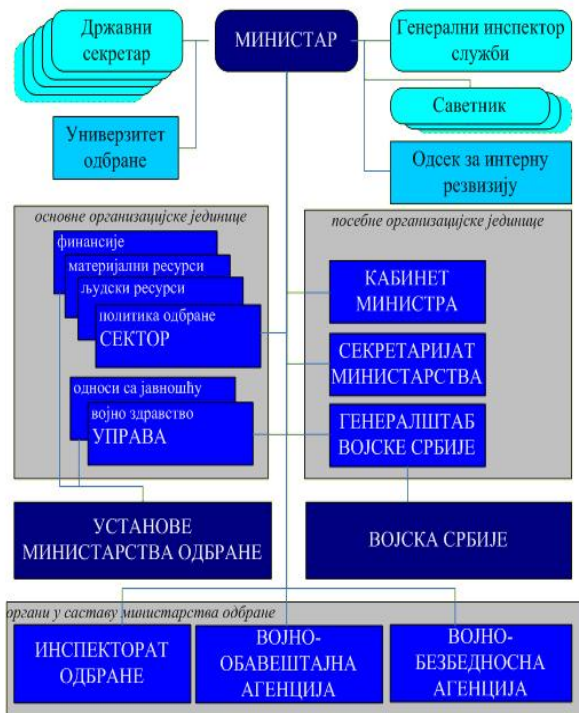 Државни
секретар
МИНИСТАР
Генерални инспектор
службе
Саветник
Универзитет
одбране
Одсек за интерну
резвизију
основне организацијске јединице
финансије
материјални ресурси
људски ресурси
политика одбране
СЕКТОР
односи са јавношћу
војно здравство
УПРАВА
посебне организацијске јединице
КАБИНЕТ
МИНИСТРА
СЕКРЕТАРИЈАТ
МИНИСТАРСТВА
ГЕНЕРАЛШТАБ
ВОЈСКЕ СРБИЈЕ
УСТАНОВЕ
МИНИСТАРСТВА ОДБРАНЕ
ВОЈСКА СРБИЈЕ
органи у саставу министарства одбране
ИНСПЕКТОРАТ
ОДБРАНЕ
ВОЈНО-
ОБАВЕШТАЈНА
АГЕНЦИЈА
ВОЈНО-
БЕЗБЕДНОСНА
АГЕНЦИЈА